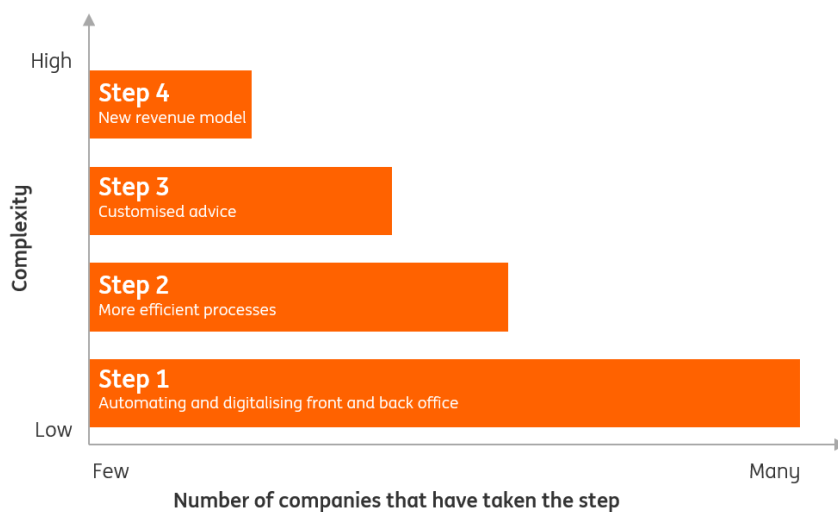 High
Step 4
New revenue model
Step 3
Customised advice
Complexity
Step 2
More efficient processes
Step 1
Automating and digitalising front and back office
Low
Few
Many
Number of companies that have taken the step